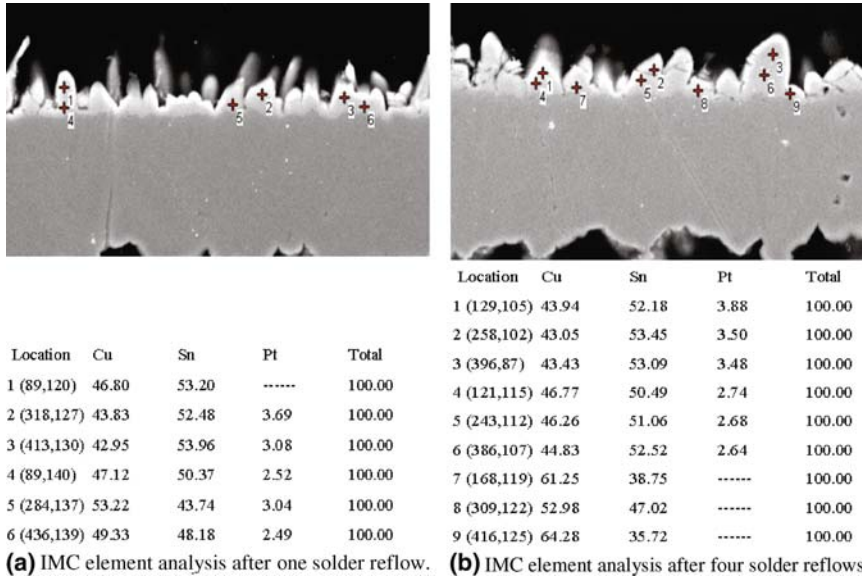 1
4
5
2
3
6
1
4
7
5
2
8
3
6
9
Location Cu Sn Pt Total
1 (89,120) 46.80 53.20 ------ 100.00
2 (318,127) 43.83 52.48 3.69 100.00
3 (413,130) 42.95 53.96 3.08 100.00
4 (89,140) 47.12 50.37 2.52 100.00
5 (284,137) 53.22 43.74 3.04 100.00
6 (436,139) 49.33 48.18 2.49 100.00
(a) IMC element analysis after one solder reflow.
Location Cu Sn Pt Total
1 (129,105) 43.94 52.18 3.88 100.00
2 (258,102) 43.05 53.45 3.50 100.00
3 (396,87) 43.43 53.09 3.48 100.00
4 (121,115) 46.77 50.49 2.74 100.00
5 (243,112) 46.26 51.06 2.68 100.00
6 (386,107) 44.83 52.52 2.64 100.00
7 (168,119) 61.25 38.75 ------ 100.00
8 (309,122) 52.98 47.02 ------ 100.00
9 (416,125) 64.28 35.72 ------ 100.00
(b) IMC element analysis after four solder reflows